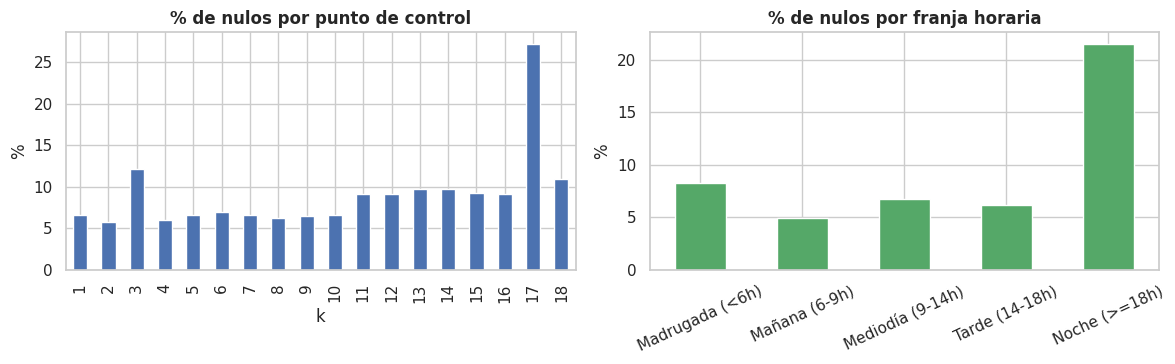 % de nulos por punto de control
%
25
20
15
10
5
0
1 2 3 4 5 6 7 8 9 10 11 12 13 14 15 16 17 18
k
% de nulos por franja horaria
%
20
15
10
5
0
Madrugada (<6h)
Mañana (6-9h)
Mediodía (9-14h)
Tarde (14-18h)
Noche (>=18h)